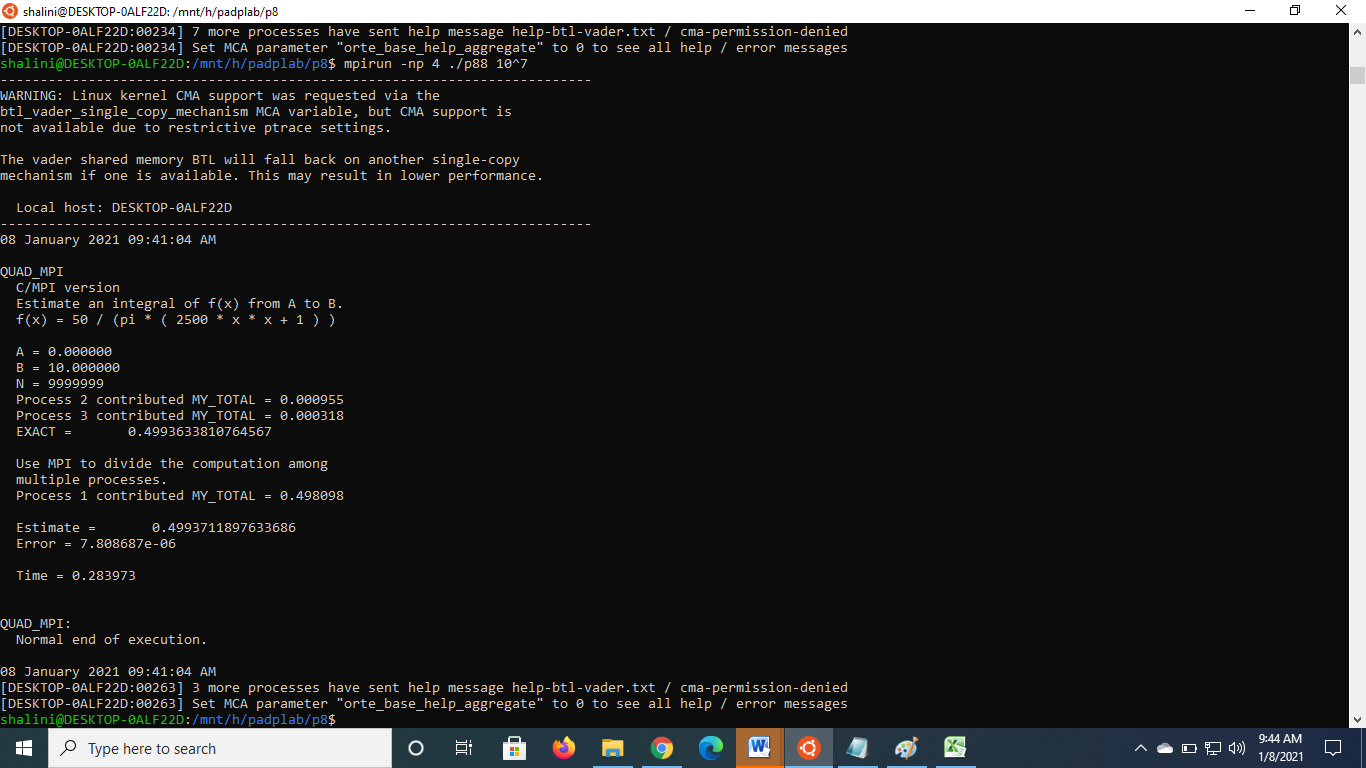 shalini@DESKTOP-0ALF22D: /mnt/h/padplab/p8
[DESKTOP-0ALF22D:00234] 7 more processes have sent help message help-btl-vader.txt / cma-permission-denied
[DESKTOP-0ALF22D:00234] Set MCA parameter "orte_base_help_aggregate" to 0 to see all help / error messages
shalini@DESKTOP-0ALF22D:/mnt/h/padplab/p8$ mpirun -np 4 ./p88 10^7
--------------------------------------------------------------------------
WARNING: Linux kernel CMA support was requested via the
btl_vader_single_copy_mechanism MCA variable, but CMA support is
not available due to restrictive ptrace settings.
The vader shared memory BTL will fall back on another single-copy
mechanism if one is available. This may result in lower performance.
Local host: DESKTOP-0ALF22D
--------------------------------------------------------------------------
08 January 2021 09:41:04 AM
QUAD_MPI
C/MPI version
Estimate an integral of f(x) from A to B.
f(x) = 50 / (pi * ( 2500 * x * x + 1 ) )
A = 0.000000
B = 10.000000
N = 9999999
Process 2 contributed MY_TOTAL = 0.000955
Process 3 contributed MY_TOTAL = 0.000318
EXACT =       0.4993633810764567
Use MPI to divide the computation among
multiple processes.
Process 1 contributed MY_TOTAL = 0.498098
Estimate =       0.4993711897633686
Error = 7.808687e-06
Time = 0.283973
QUAD_MPI:
Normal end of execution.
08 January 2021 09:41:04 AM
[DESKTOP-0ALF22D:00263] 3 more processes have sent help message help-btl-vader.txt / cma-permission-denied
[DESKTOP-0ALF22D:00263] Set MCA parameter "orte_base_help_aggregate" to 0 to see all help / error messages
shalini@DESKTOP-0ALF22D:/mnt/h/padplab/p8$
Type here to search
9:44 AM
1/8/2021